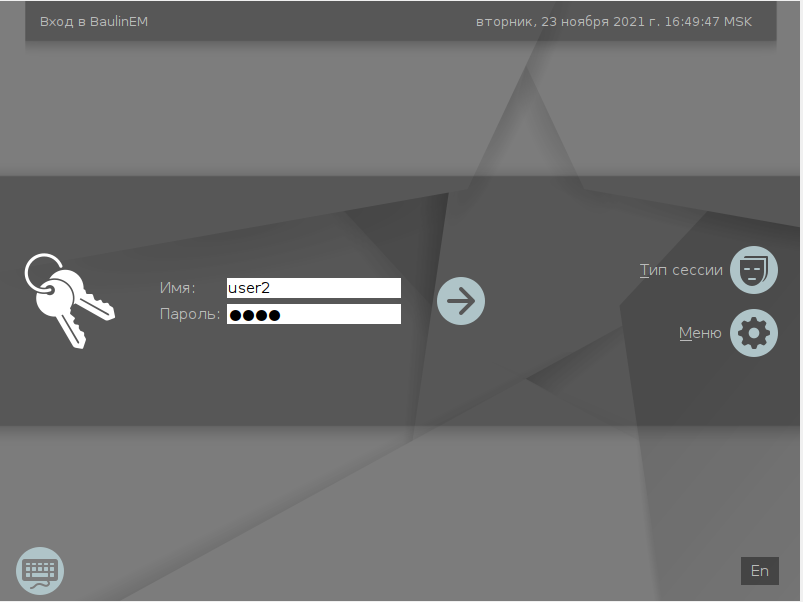 Вход в BaulinEM
вторник, 23 ноября 2021 г. 16:49:47 MSK
Имя: user2
Пароль: ●●●●
Тип сессии
Меню
En